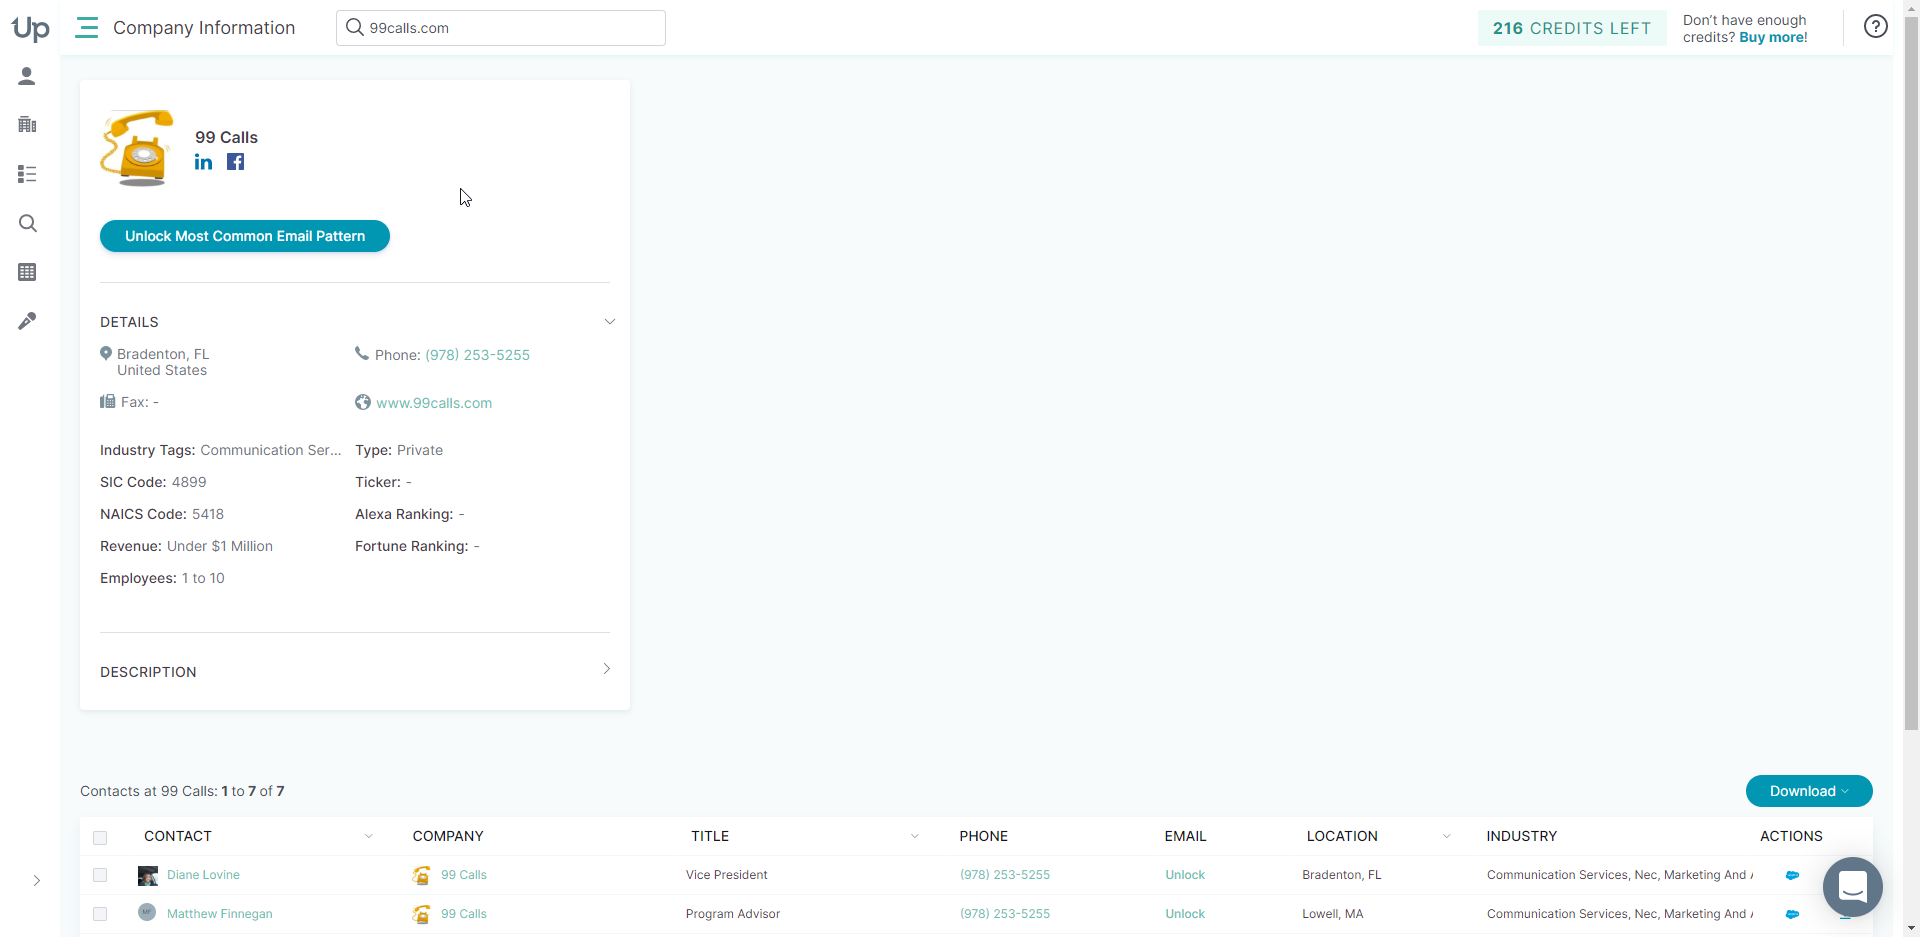 Up
Company Information
99calls.com
216 CREDITS LEFT
Don't have enough
credits? Buy more!
99 Calls
in
Unlock Most Common Email Pattern
DETAILS
Bradenton, FL
United States
Phone: (978) 253-5255
Fax: -
www.99calls.com
Industry Tags: Communication Ser...
Type: Private
SIC Code: 4899
Ticker: -
NAICS Code: 5418
Alexa Ranking: -
Revenue: Under $1 Million
Fortune Ranking: -
Employees: 1 to 10
DESCRIPTION
Contacts at 99 Calls: 1 to 7 of 7
Download
CONTACT COMPANY TITLE PHONE EMAIL LOCATION INDUSTRY ACTIONS
Diane Lovine 99 Calls Vice President (978) 253-5255 Unlock Bradenton, FL Communication Services, Nec, Marketing And
MF Matthew Finnegan 99 Calls Program Advisor (978) 253-5255 Unlock Lowell, MA Communication Services, Nec, Marketing And